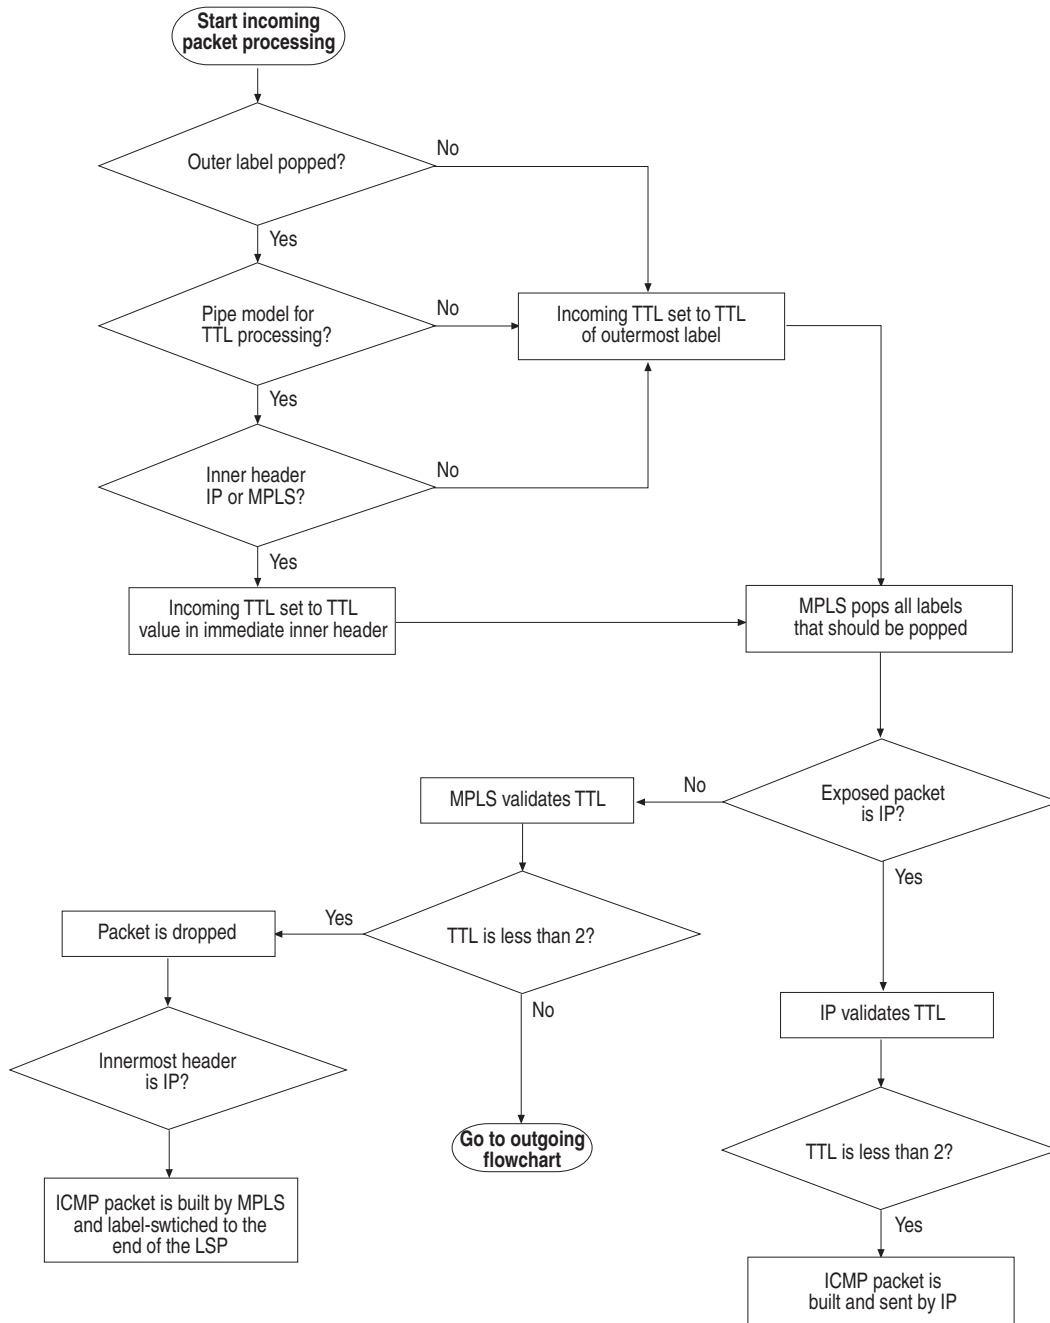 Start incoming
packet processing
Outer label popped?
No
Yes
Pipe model for
TTL processing?
No
Incoming TTL set to TTL
of outermost label
Yes
Inner header
IP or MPLS?
No
Yes
Incoming TTL set to TTL
value in immediate inner header
MPLS pops all labels
that should be popped
Exposed packet
is IP?
No
MPLS validates TTL
Yes
TTL is less than 2?
Yes
Packet is dropped
No
IP validates TTL
Innermost header
is IP?
Go to outgoing
flowchart
TTL is less than 2?
ICMP packet is built by MPLS
and label-swtiched to the
end of the LSP
Yes
ICMP packet is
built and sent by IP